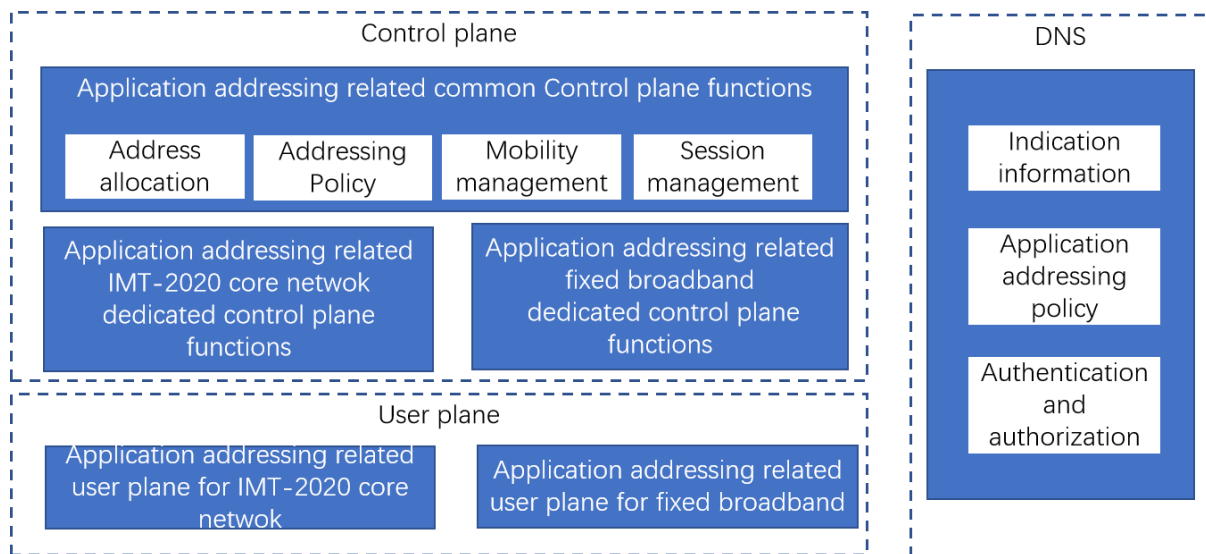 Control plane
Application addressing related common Control plane functions
Address
allocation
Addressing
Policy
Mobility
management
Session
management
Application addressing related
IMT-2020 core netwok
dedicated control plane
functions
Application addressing related
fixed broadband
dedicated control plane
functions
User plane
Application addressing related
user plane for IMT-2020 core
netwok
Application addressing related
user plane for fixed broadband
DNS
Indication
information
Application
addressing
policy
Authentication
and
authorization